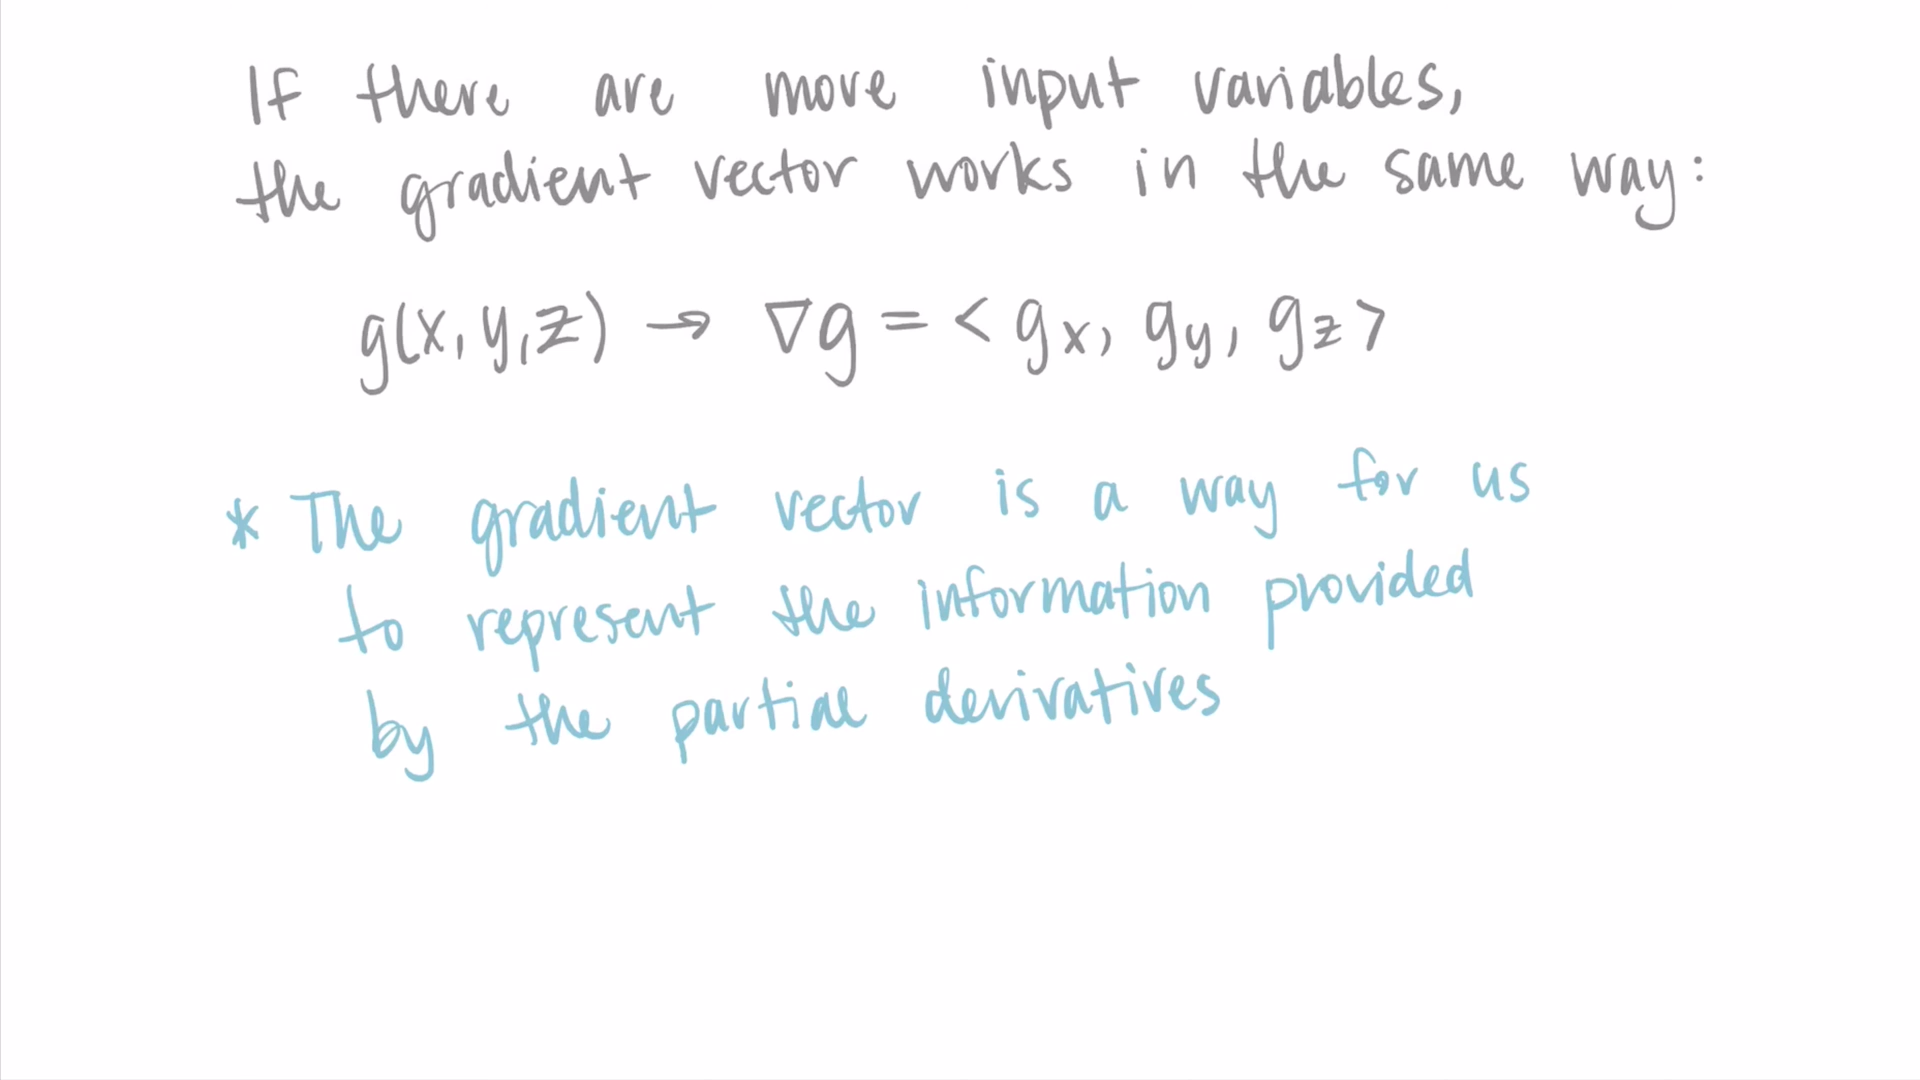 If there are more input variables,
the gradient vector works in the same way:
g(x, y, z) → ∇g = < gx, gy, gz >
* The gradient vector is a way for us
to represent the information provided
by the partial derivatives